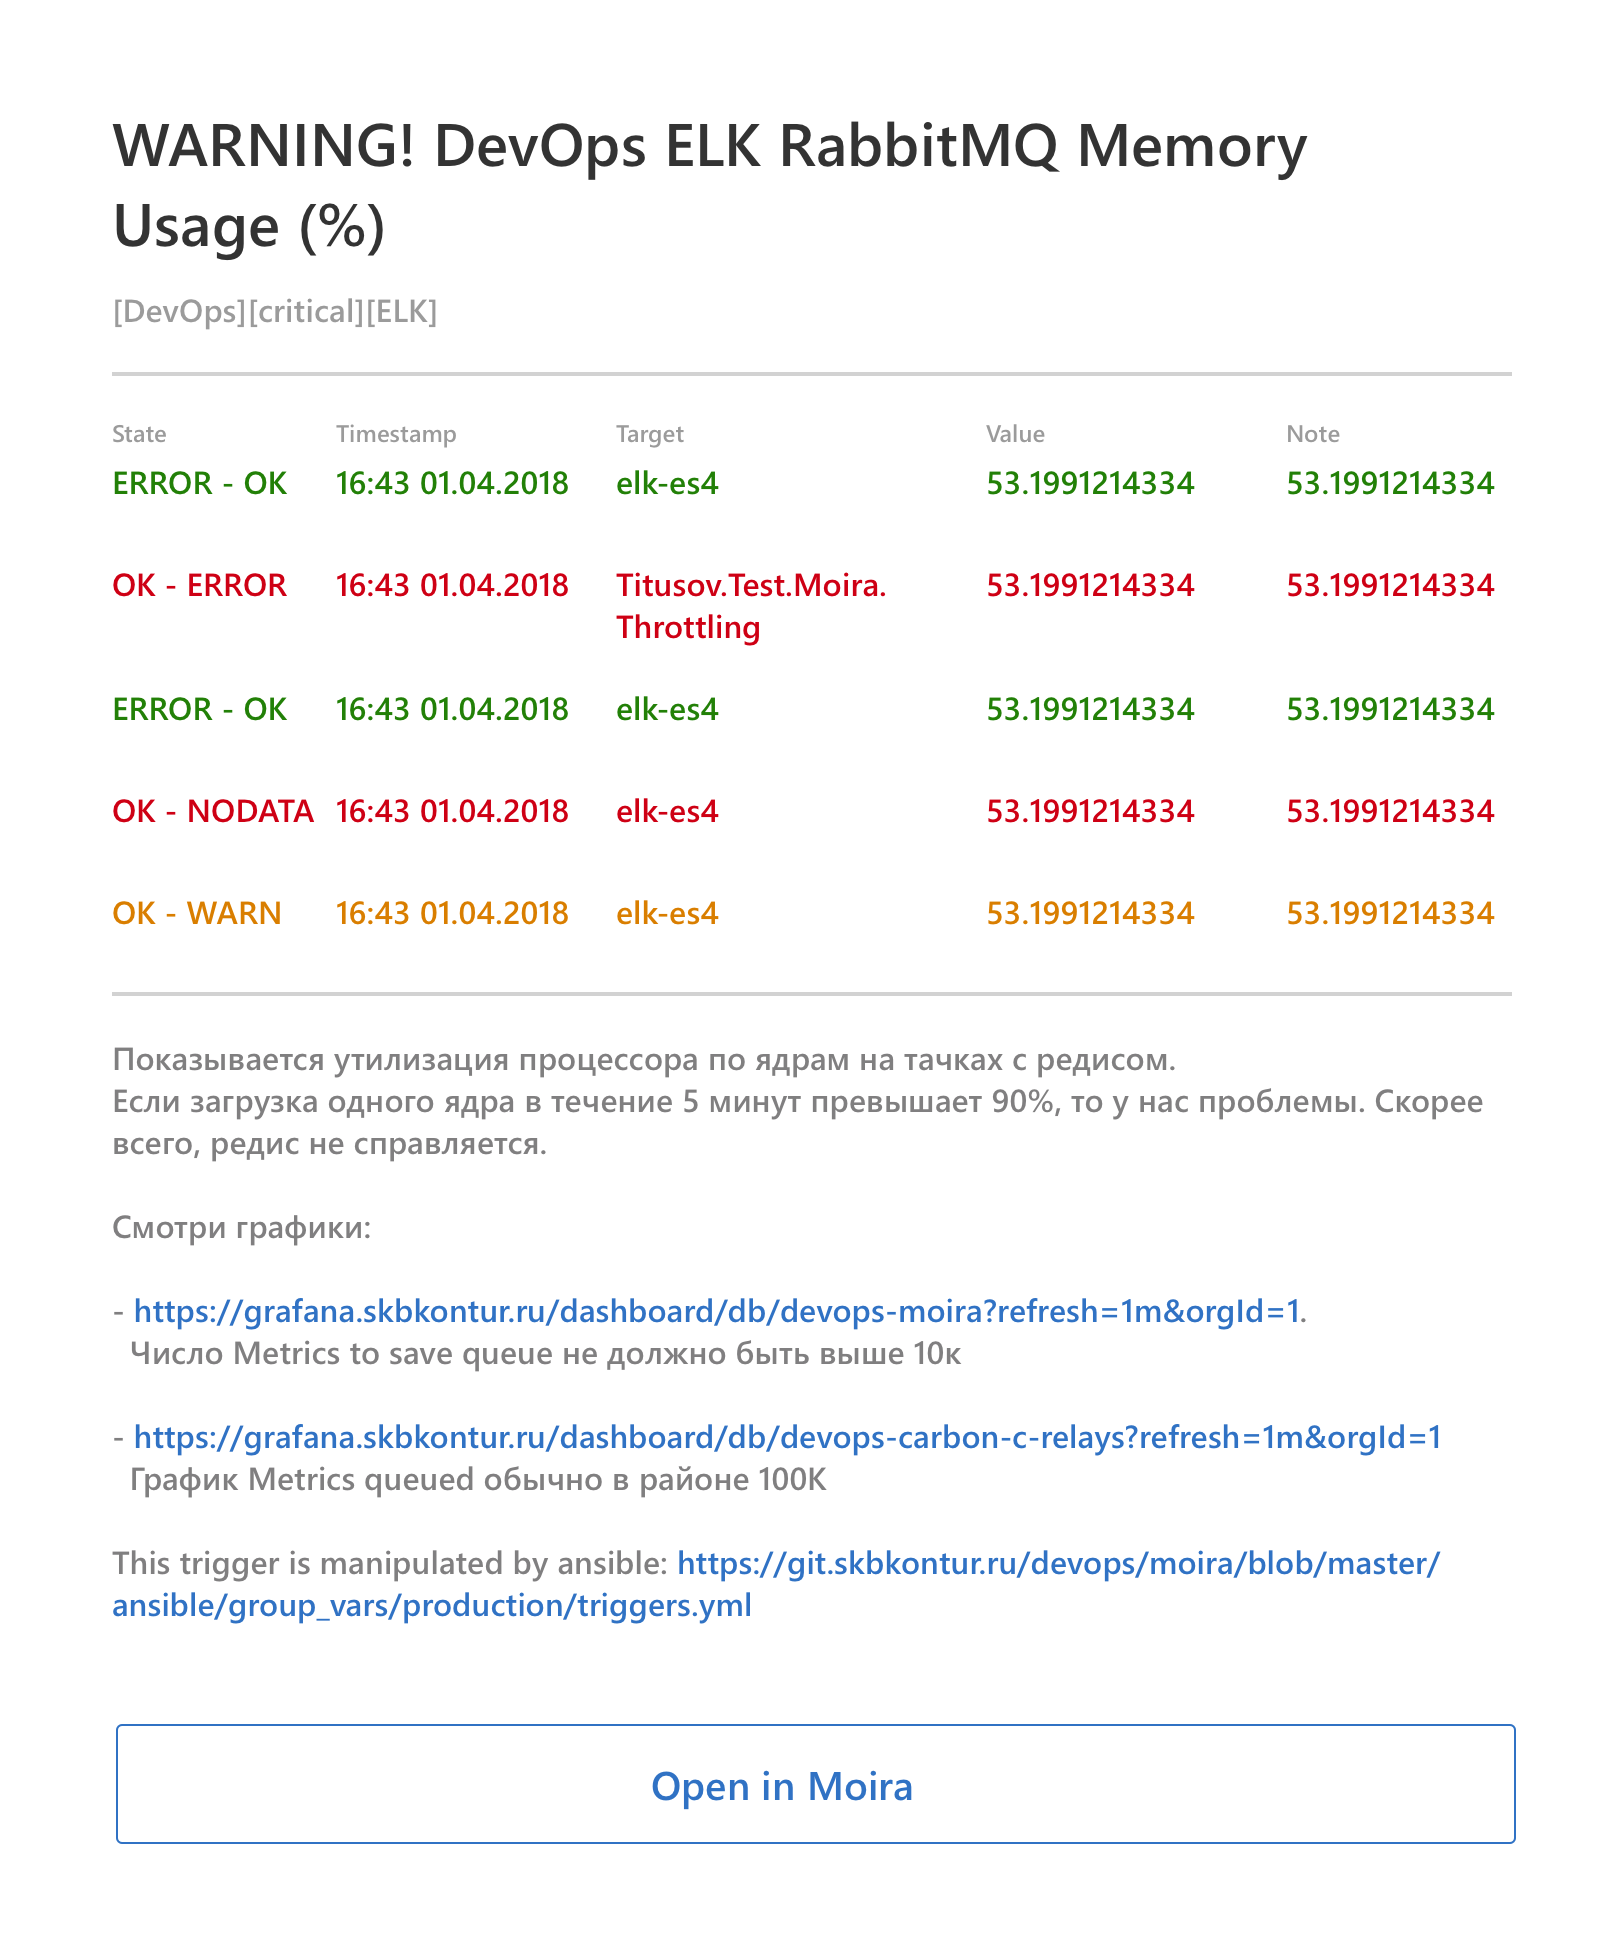 WARNING! DevOps ELK RabbitMQ Memory
Usage (%)
[DevOps][critical][ELK]
State Timestamp Target Value Note
ERROR - OK 16:43 01.04.2018 elk-es4 53.1991214334 53.1991214334
OK - ERROR 16:43 01.04.2018 Titusov.Test.Moira. 53.1991214334 53.1991214334
Throttling
ERROR - OK 16:43 01.04.2018 elk-es4 53.1991214334 53.1991214334
OK - NODATA 16:43 01.04.2018 elk-es4 53.1991214334 53.1991214334
OK - WARN 16:43 01.04.2018 elk-es4 53.1991214334 53.1991214334
Показывается утилизация процессора по ядрам на тачках с редисом.
Если загрузка одного ядра в течение 5 минут превышает 90%, то у нас проблемы. Скорее
всего, редис не справляется.
Смотри графики:
- https://grafana.skbkontur.ru/dashboard/db/devops-moira?refresh=1m&orgId=1.
Число Metrics to save queue не должно быть выше 10к
- https://grafana.skbkontur.ru/dashboard/db/devops-carbon-c-relays?refresh=1m&orgId=1
График Metrics queued обычно в районе 100К
This trigger is manipulated by ansible: https://git.skbkontur.ru/devops/moira/blob/master/
ansible/group_vars/production/triggers.yml
Open in Moira